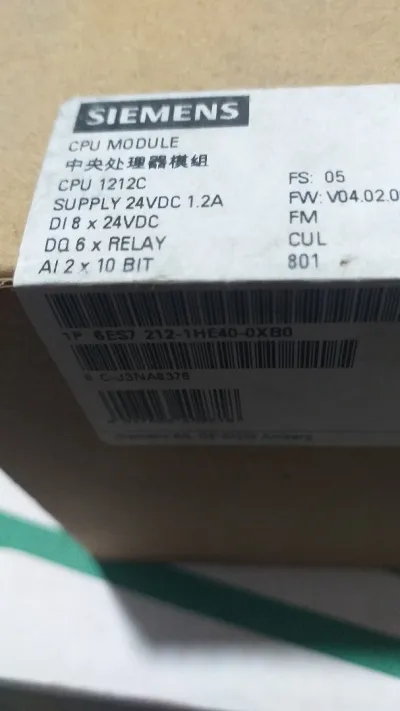 SIEMENS
CPU MODULE
中央处理器模組
CPU 1212C
SUPPLY 24VDC 1.2A
DI 8 x 24VDC
DQ 6 x RELAY
AI 2 x 10 BIT
FS: 05
FW: V04.02.0
FM
CUL
801
1P 6ES7 212-1HE40-0XB0
S C-J3NA8376